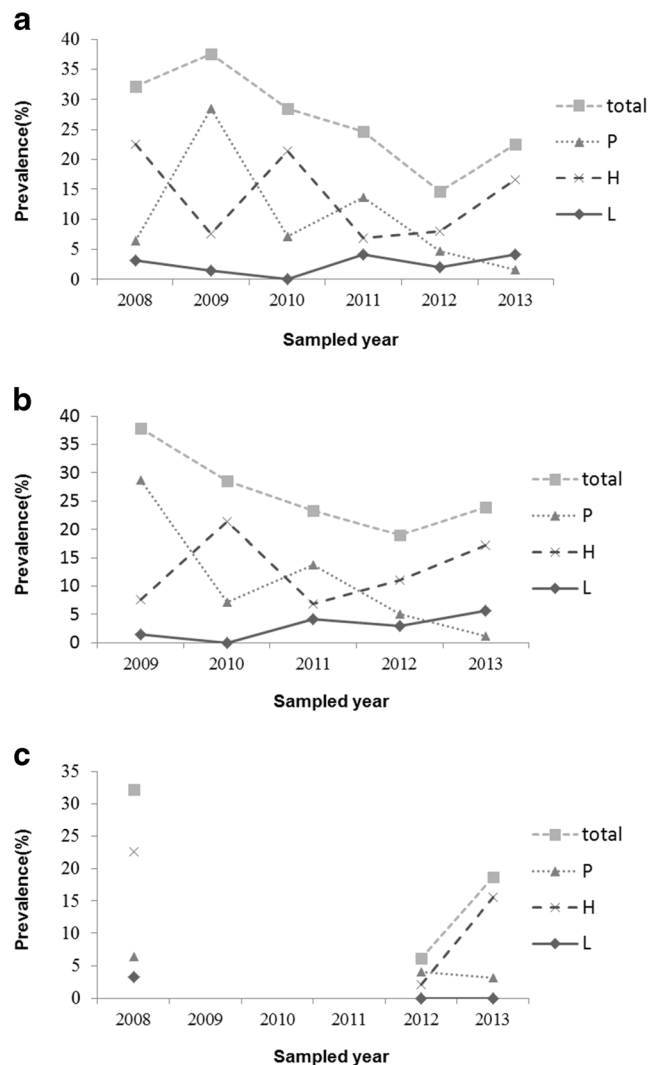 a
Prevalence(%)
40
35
30
25
20
15
10
5
0
2008 2009 2010 2011 2012 2013
Sampled year
total
P
H
L
b
Prevalence(%)
40
35
30
25
20
15
10
5
0
2009 2010 2011 2012 2013
Sampled year
total
P
H
L
c
Prevalence(%)
35
30
25
20
15
10
5
0
2008 2009 2010 2011 2012 2013
Sampled year
total
P
H
L